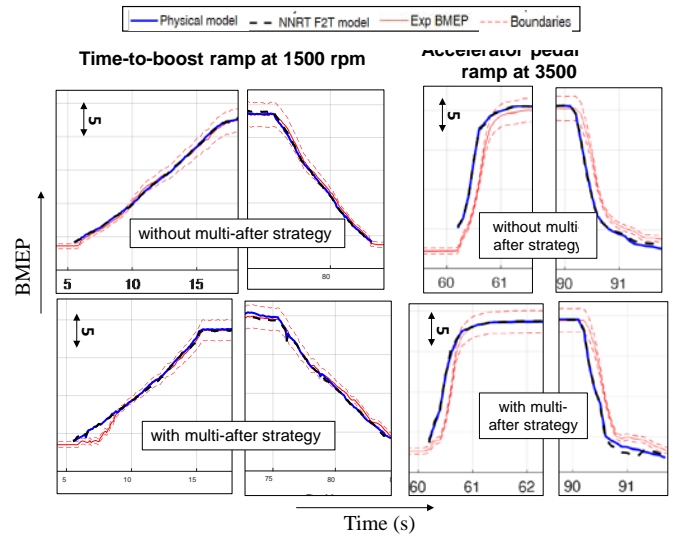 Physical model
NNRT F2T model
Exp BMEP
Boundaries
Time-to-boost ramp at 1500 rpm
Accelerator pedal
ramp at 3500
5
5
without multi-after strategy
without multi-
after strategy
5
10
15
80
60
61
90
91
BMEP
5
5
with multi-after strategy
with multi-
after strategy
5
10
15
75
80
60
61
62
90
91
Time (s)